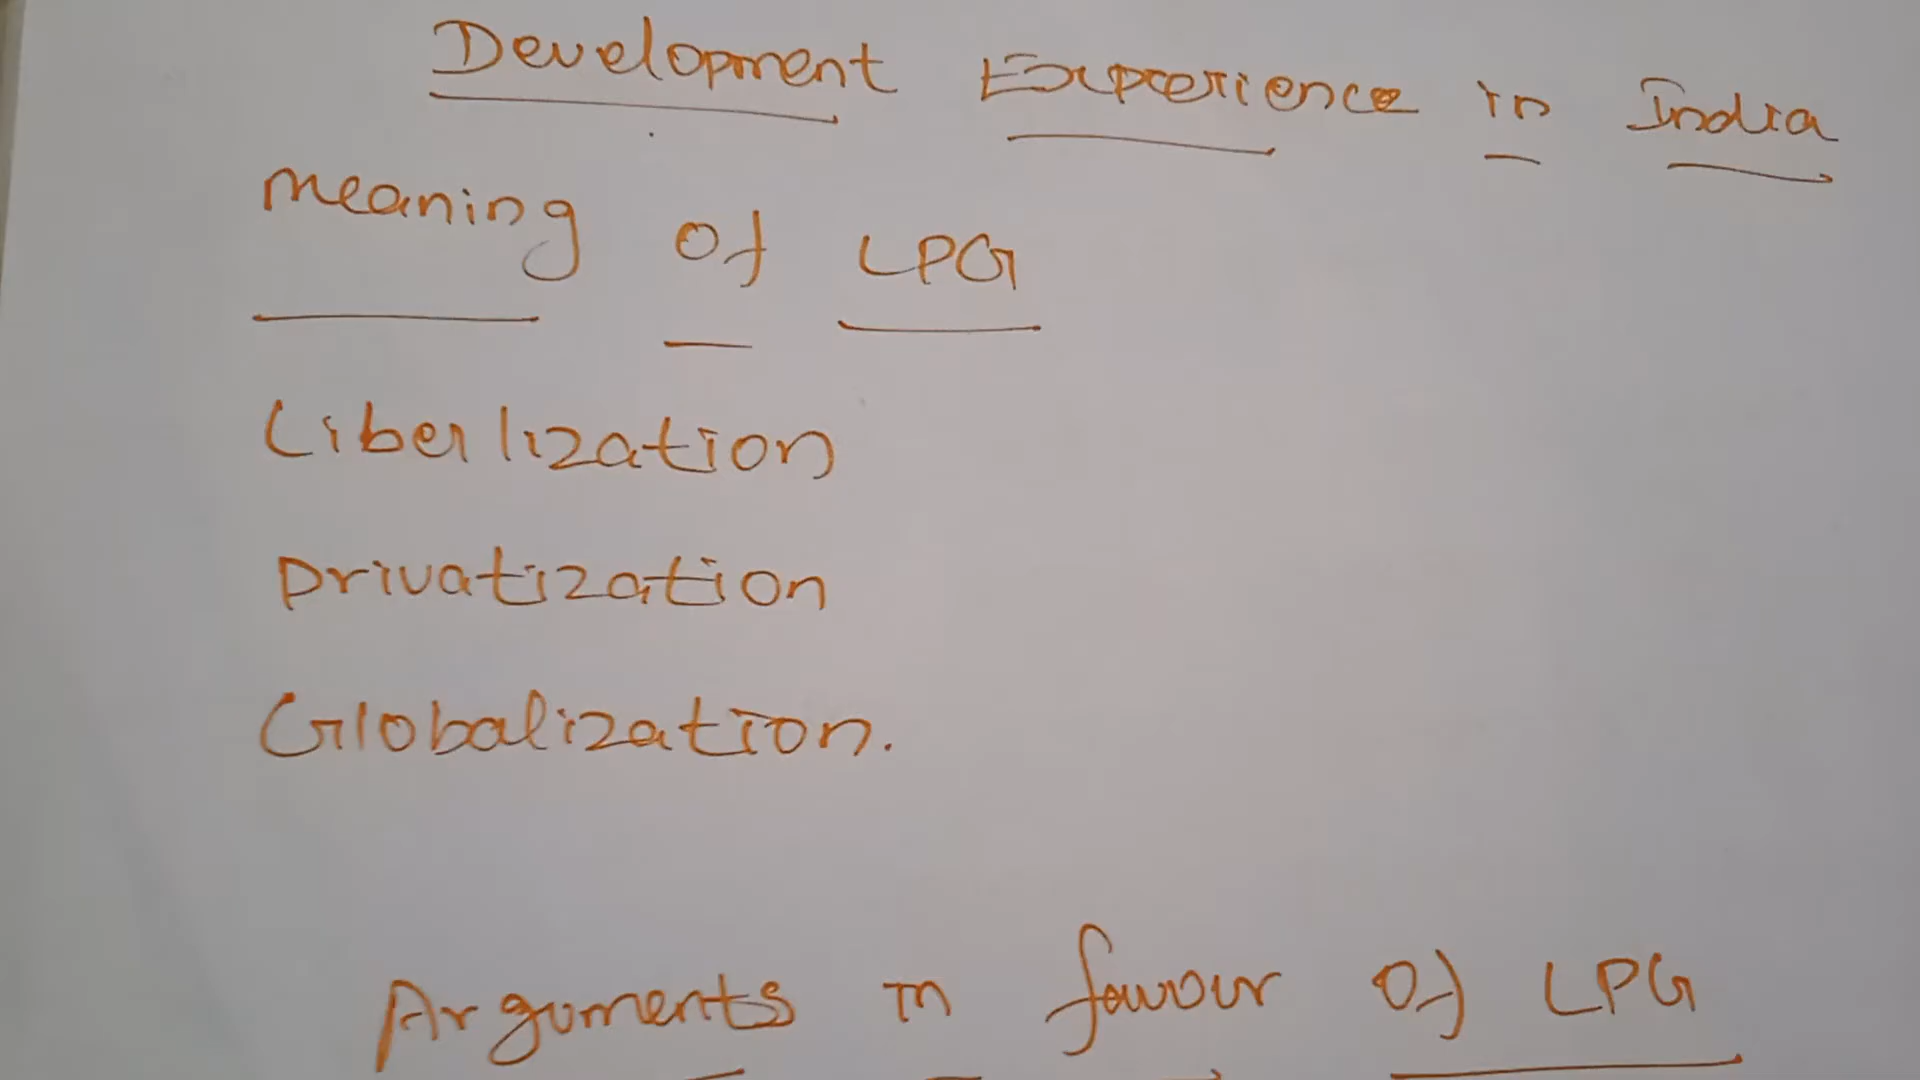 Development Experience in India
meaning of LPG
Liberlization
privatization
Globalization.
Arguments in favour of LPG